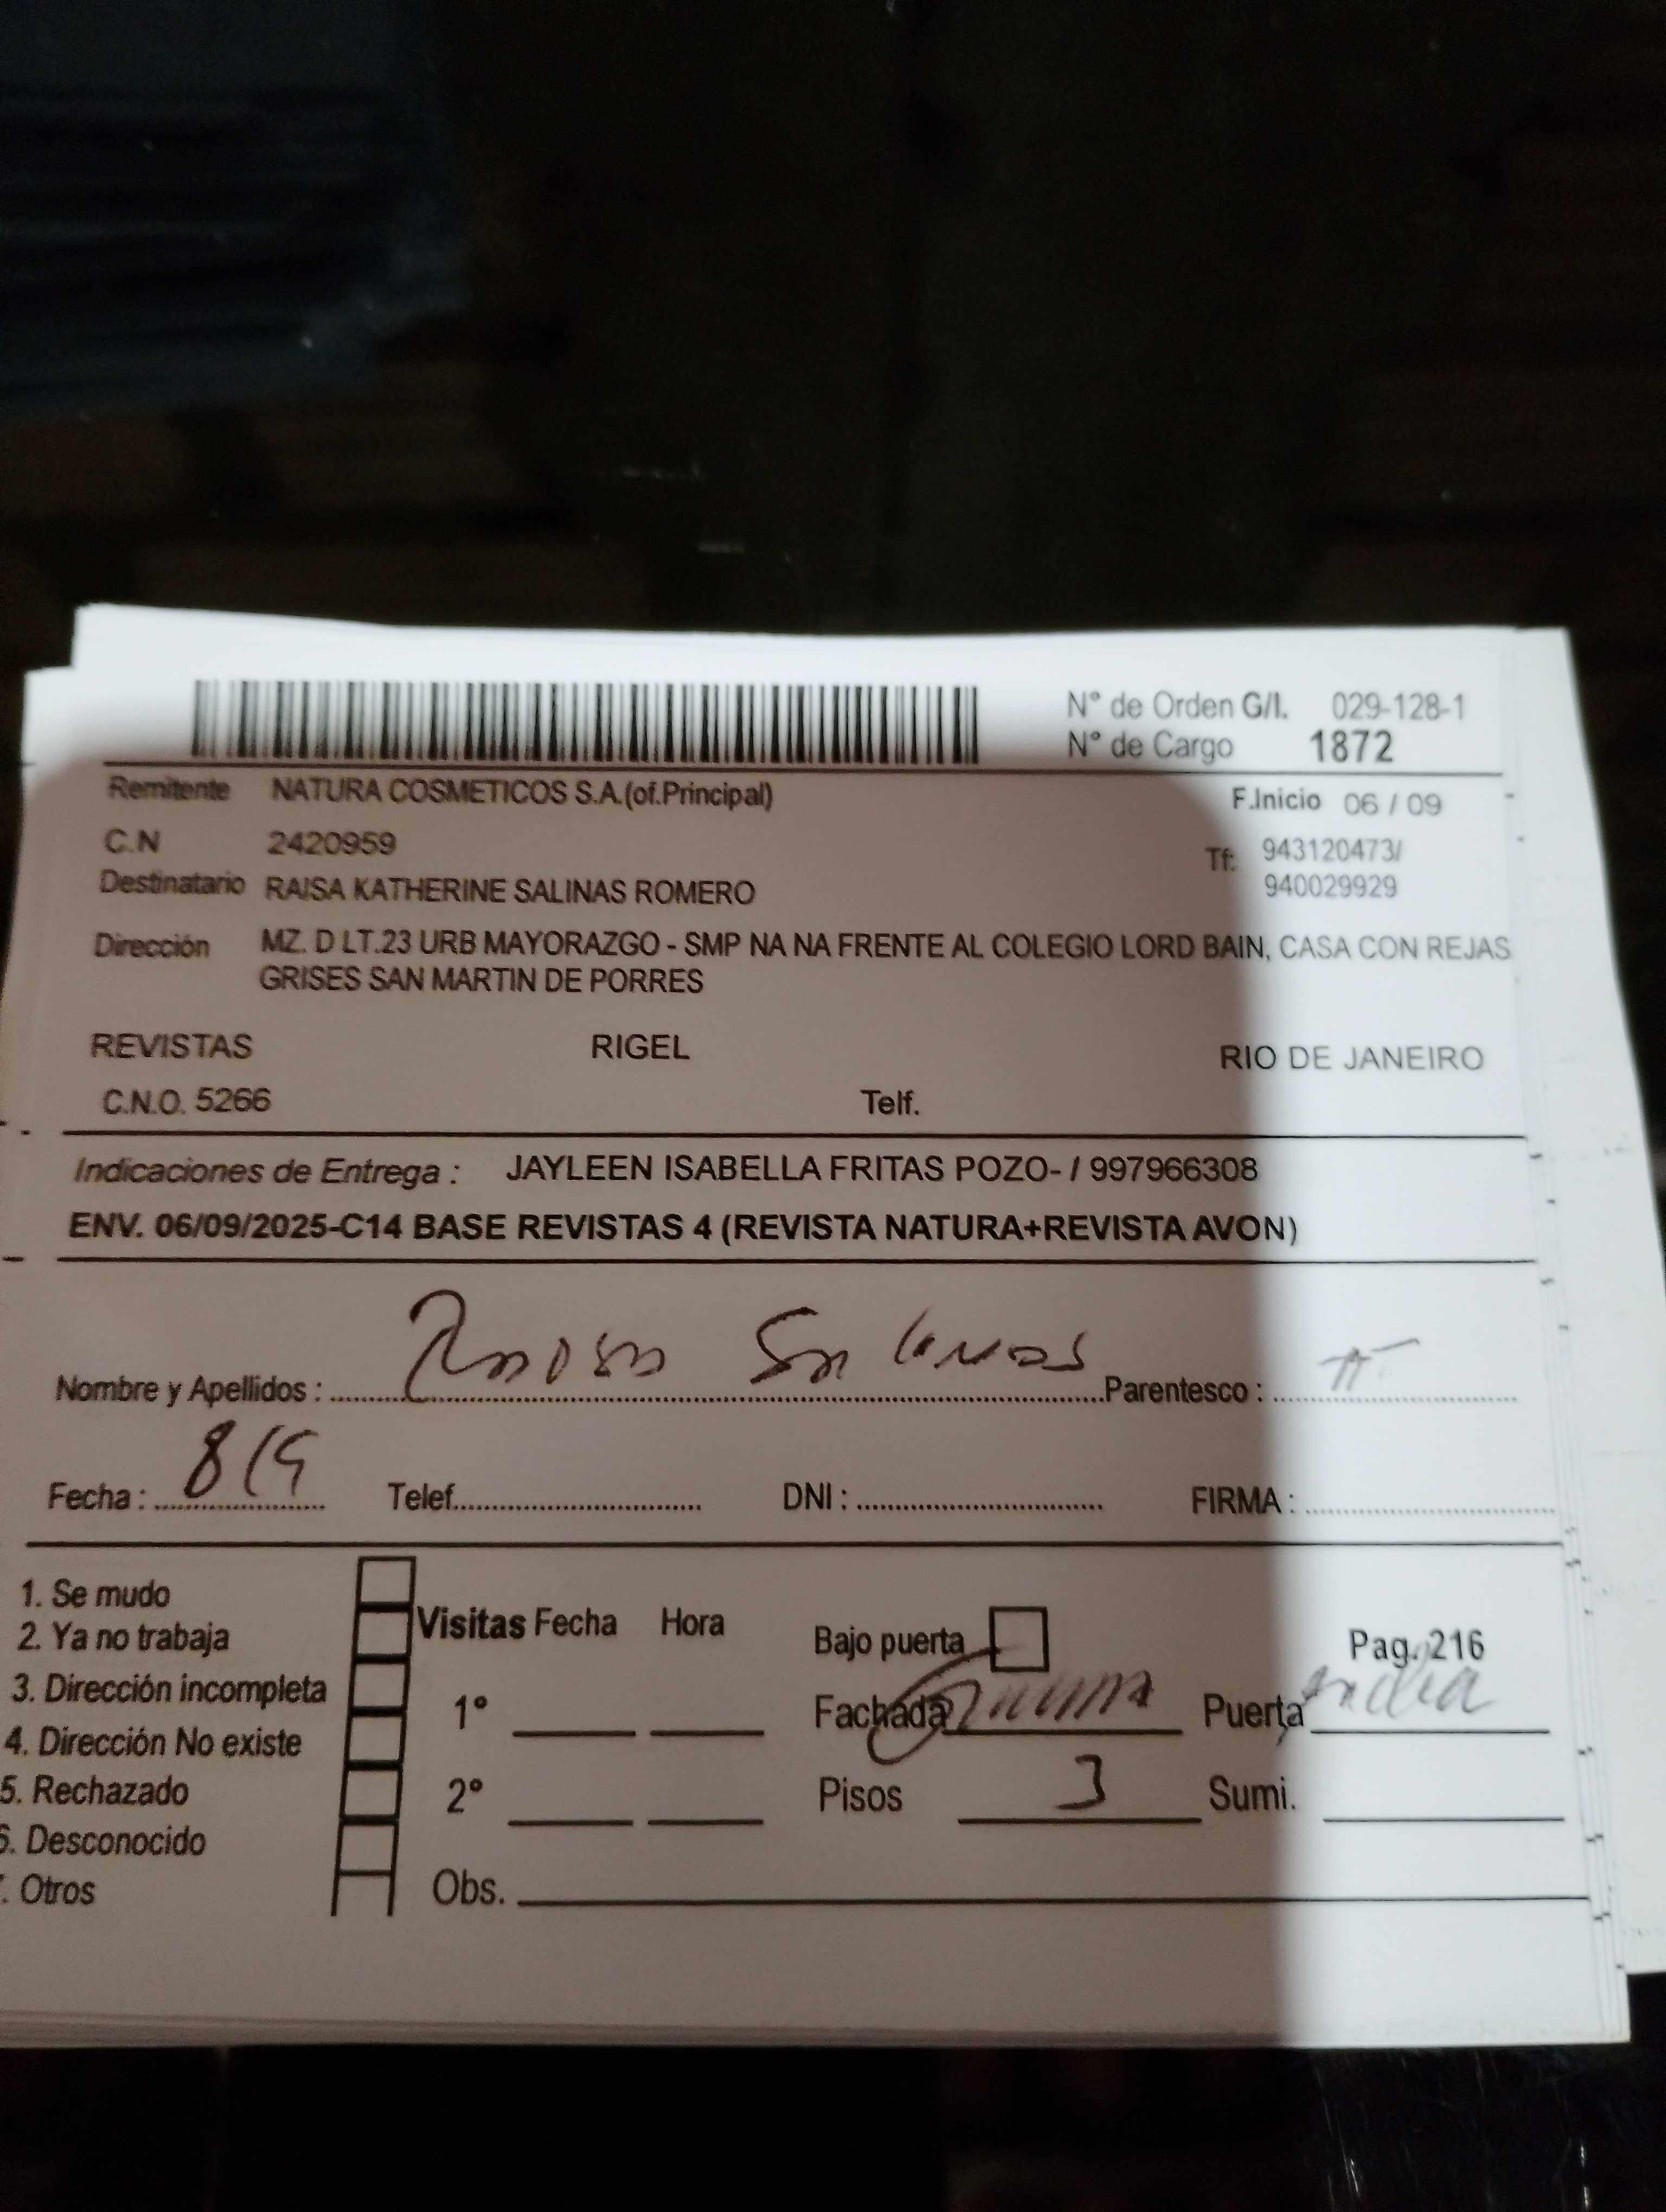 N° de Orden G/I. 029-128-1
N° de Cargo 1872
Remitente NATURA COSMETICOS S.A.(of.Principal)
F.Inicio 06 / 09
C.N 2420959
Tf: 943120473/
940029929
Destinatario RAISA KATHERINE SALINAS ROMERO
Dirección MZ. D LT.23 URB MAYORAZGO - SMP NA NA FRENTE AL COLEGIO LORD BAIN, CASA CON REJAS
GRISES SAN MARTIN DE PORRES
REVISTAS RIGEL RIO DE JANEIRO
C.N.O. 5266 Telf.
Indicaciones de Entrega : JAYLEEN ISABELLA FRITAS POZO- / 997966308
ENV. 06/09/2025-C14 BASE REVISTAS 4 (REVISTA NATURA+REVISTA AVON)
Nombre y Apellidos : Salinas Parentesco : TT
Fecha : 8/9 Telef. DNI : FIRMA :
1. Se mudo
2. Ya no trabaja
3. Dirección incompleta
4. Dirección No existe
5. Rechazado
6. Desconocido
. Otros
Visitas Fecha Hora
1°
2°
Obs.
Bajo puerta
Pag. 216
Fachada Puerta
Pisos 3 Sumi.